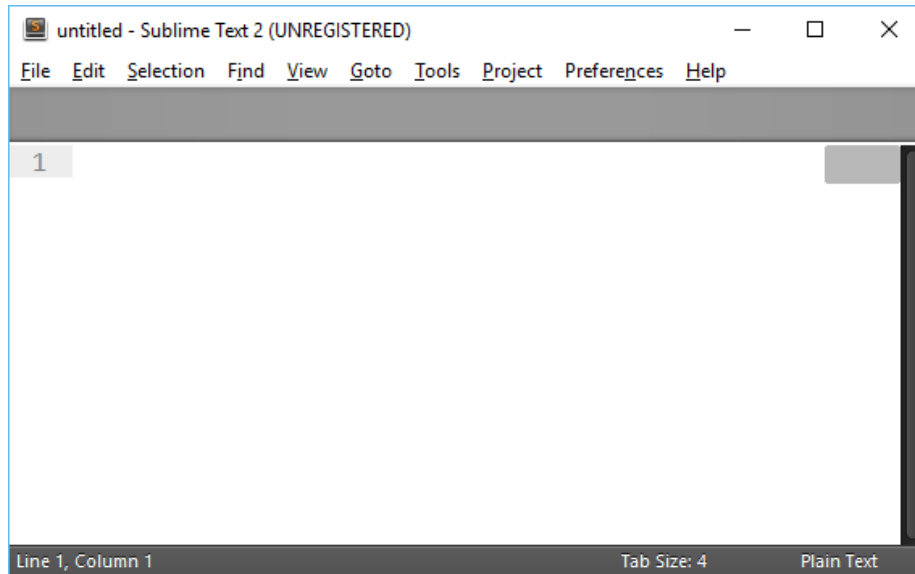 untitled - Sublime Text 2 (UNREGISTERED)
File Edit Selection Find View Goto Tools Project Preferences Help
1
Line 1, Column 1 Tab Size: 4 Plain Text